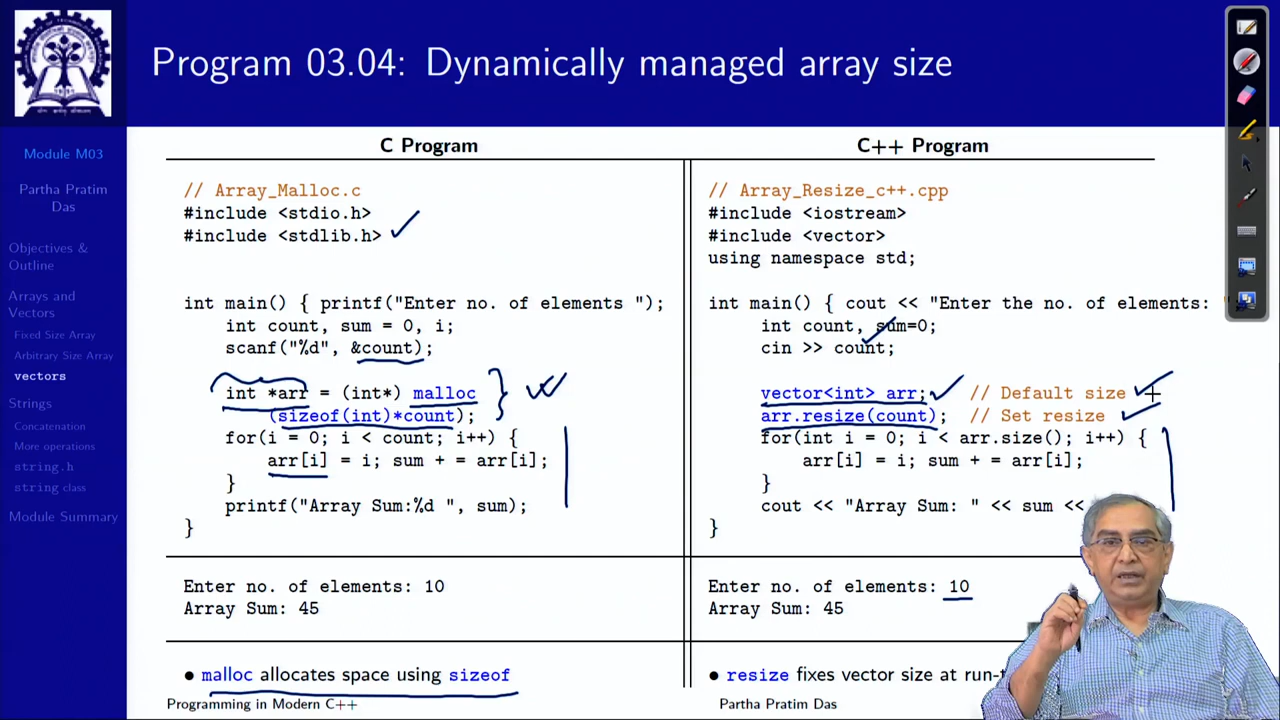 Program 03.04: Dynamically managed array size
Module M03
Partha Pratim
Das
Objectives &
Outline
Arrays and
Vectors
Fixed Size Array
Arbitrary Size Array
vectors
Strings
Concatenation
More operations
string.h
string class
Module Summary
C Program
// Array_Malloc.c
#include <stdio.h>
#include <stdlib.h>
int main() { printf("Enter no. of elements ");
int count, sum = 0, i;
scanf("%d", &count);
int *arr = (int*) malloc
(sizeof(int)*count);
for(i = 0; i < count; i++) {
arr[i] = i; sum + = arr[i];
}
printf("Array Sum:%d ", sum);
}
Enter no. of elements: 10
Array Sum: 45
• malloc allocates space using sizeof
C++ Program
// Array_Resize_c++.cpp
#include <iostream>
#include <vector>
using namespace std;
int main() { cout << "Enter the no. of elements:
int count, sum=0;
cin >> count;
vector<int> arr; // Default size
arr.resize(count); // Set resize
for(int i = 0; i < arr.size(); i++) {
arr[i] = i; sum + = arr[i];
}
cout << "Array Sum: " << sum <<
}
Enter no. of elements: 10
Array Sum: 45
• resize fixes vector size at
Programming in Modern C++
Partha Pratim Das